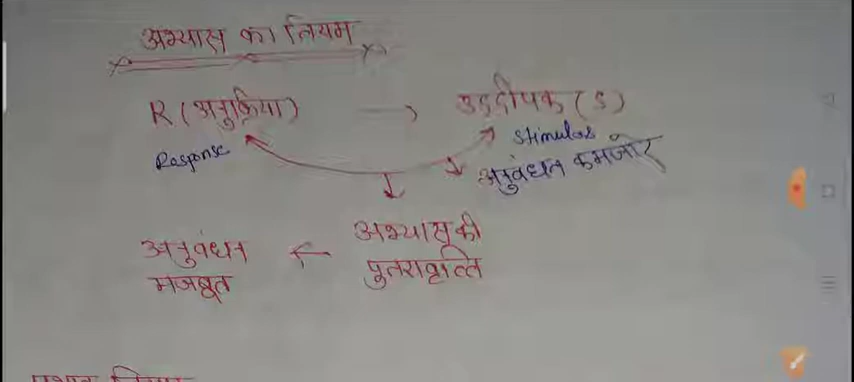 अभ्यास का नियम
R (अनुक्रिया) → उद्दीपक (S)
Response
Stimulus
अनुबंधन कमजोर
अभ्यास की
पुनरावृत्ति
← अनुबंधन
मजबूत